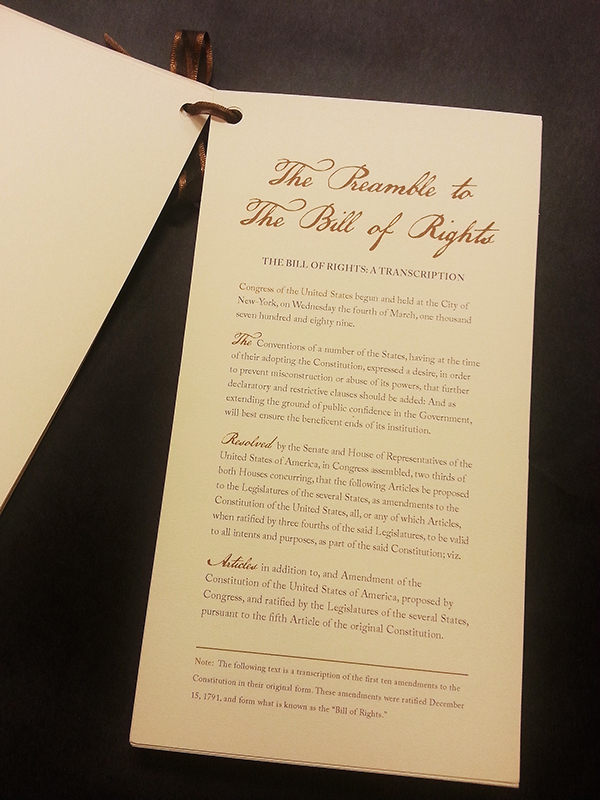 The Preamble to
The Bill of Rights
THE BILL OF RIGHTS: A TRANSCRIPTION
Congress of the United States begun and held at the City of
New-York, on Wednesday the fourth of March, one thousand
seven hundred and eighty nine.
The Conventions of a number of the States, having at the time
of their adopting the Constitution, expressed a desire, in order
to prevent misconstruction or abuse of its powers, that further
declaratory and restrictive clauses should be added: And as
extending the ground of public confidence in the Government,
will best ensure the beneficent ends of its institution.
Resolved by the Senate and House of Representatives of the
United States of America, in Congress assembled, two thirds of
both Houses concurring, that the following Articles be proposed
to the Legislatures of the several States, as amendments to the
Constitution of the United States, all, or any of which Articles,
when ratified by three fourths of the said Legislatures, to be valid
to all intents and purposes, as part of the said Constitution; viz.
Articles in addition to, and Amendment of the
Constitution of the United States of America, proposed by
Congress, and ratified by the Legislatures of the several States,
pursuant to the fifth Article of the original Constitution.
Note: The following text is a transcription of the first ten amendments to the
Constitution in their original form. These amendments were ratified December
15, 1791, and form what is known as the "Bill of Rights."